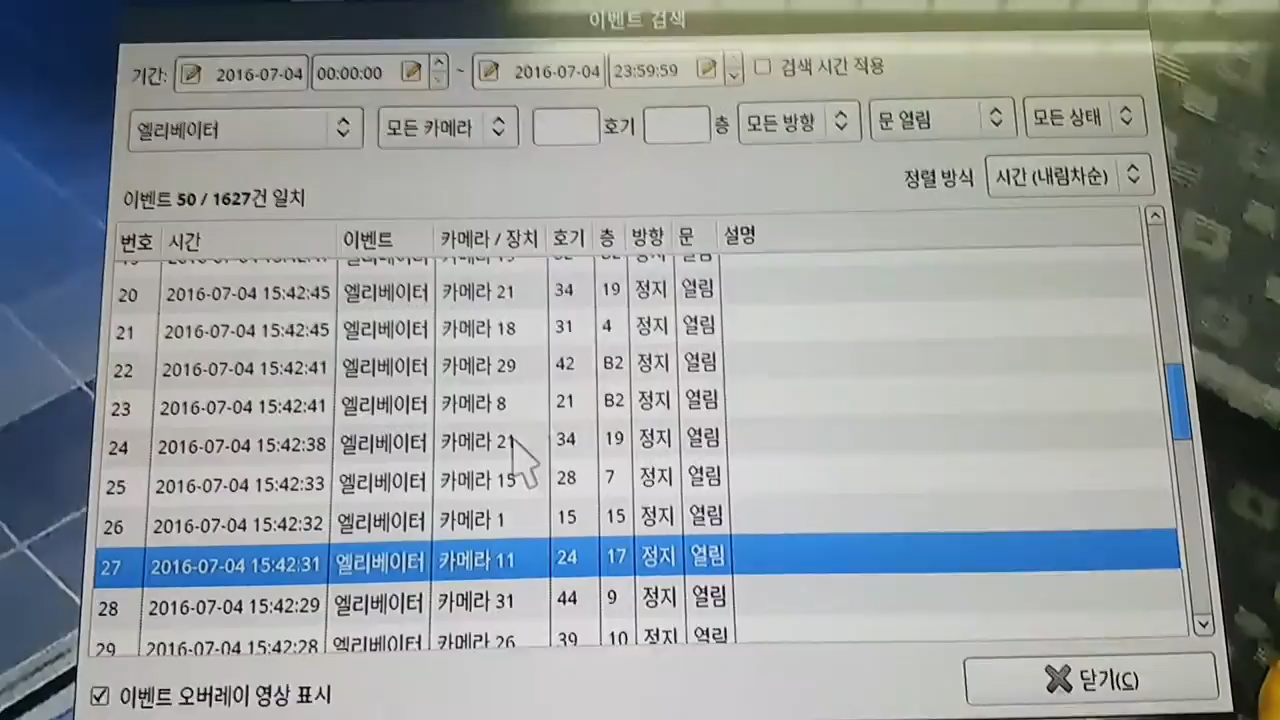 이벤트 검색
기간: 2016-07-04 00:00:00 ~ 2016-07-04 23:59:59 검색 시간 적용
엘리베이터 모든 카메라 호기 층 모든 방향 문 열림 모든 상태
정렬 방식 시간 (내림차순)
이벤트 50 / 1627건 일치
번호 시간 이벤트 카메라 / 장치 호기 층 방향 문 설명
20 2016-07-04 15:42:45 엘리베이터 카메라 21 34 19 정지 열림
21 2016-07-04 15:42:45 엘리베이터 카메라 18 31 4 정지 열림
22 2016-07-04 15:42:41 엘리베이터 카메라 29 42 B2 정지 열림
23 2016-07-04 15:42:41 엘리베이터 카메라 8 21 B2 정지 열림
24 2016-07-04 15:42:38 엘리베이터 카메라 21 34 19 정지 열림
25 2016-07-04 15:42:33 엘리베이터 카메라 15 28 7 정지 열림
26 2016-07-04 15:42:32 엘리베이터 카메라 1 15 15 정지 열림
27 2016-07-04 15:42:31 엘리베이터 카메라 11 24 17 정지 열림
28 2016-07-04 15:42:29 엘리베이터 카메라 31 44 9 정지 열림
29 2016-07-04 15:42:28 엘리베이터 카메라 26 39 10 정지 열림
이벤트 오버레이 영상 표시
닫기(C)